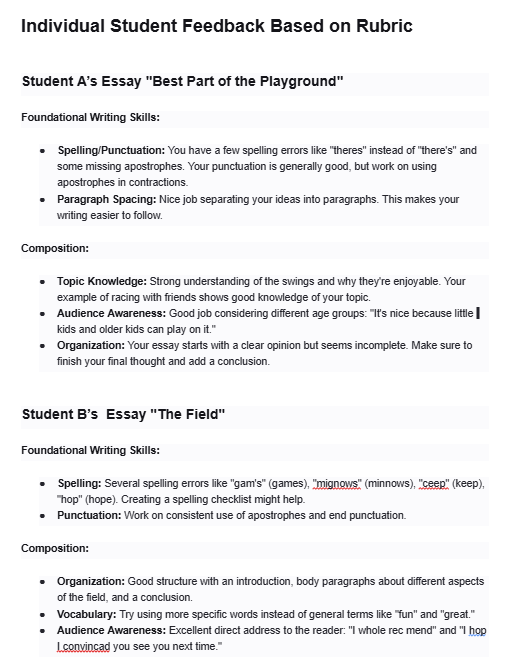 Individual Student Feedback Based on Rubric
Student A's Essay "Best Part of the Playground"
Foundational Writing Skills:
• Spelling/Punctuation: You have a few spelling errors like "theres" instead of "there's" and
some missing apostrophes. Your punctuation is generally good, but work on using
apostrophes in contractions.
• Paragraph Spacing: Nice job separating your ideas into paragraphs. This makes your
writing easier to follow.
Composition:
• Topic Knowledge: Strong understanding of the swings and why they're enjoyable. Your
example of racing with friends shows good knowledge of your topic.
• Audience Awareness: Good job considering different age groups: "It's nice because little
kids and older kids can play on it."
• Organization: Your essay starts with a clear opinion but seems incomplete. Make sure to
finish your final thought and add a conclusion.
Student B's  Essay "The Field"
Foundational Writing Skills:
• Spelling: Several spelling errors like "gam's" (games), "mignows" (minnows), "ceep" (keep),
"hop" (hope). Creating a spelling checklist might help.
• Punctuation: Work on consistent use of apostrophes and end punctuation.
Composition:
• Organization: Good structure with an introduction, body paragraphs about different aspects
of the field, and a conclusion.
• Vocabulary: Try using more specific words instead of general terms like "fun" and "great."
• Audience Awareness: Excellent direct address to the reader: "I whole rec mend" and "I hop
I convincad you see you next time."